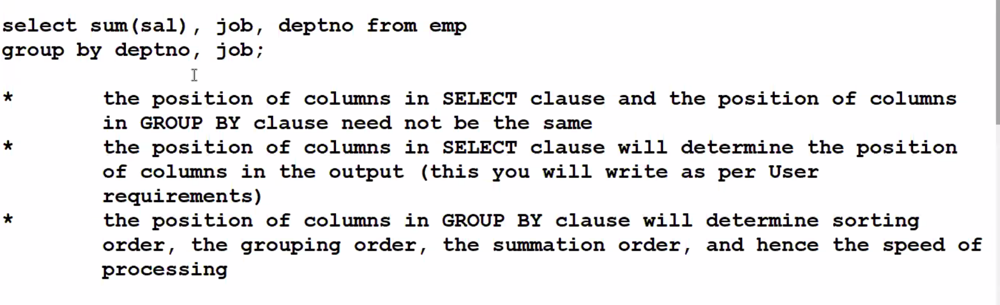 select sum(sal), job, deptno from emp
group by deptno, job;
* the position of columns in SELECT clause and the position of columns
in GROUP BY clause need not be the same
* the position of columns in SELECT clause will determine the position
of columns in the output (this you will write as per User
requirements)
* the position of columns in GROUP BY clause will determine sorting
order, the grouping order, the summation order, and hence the speed of
processing